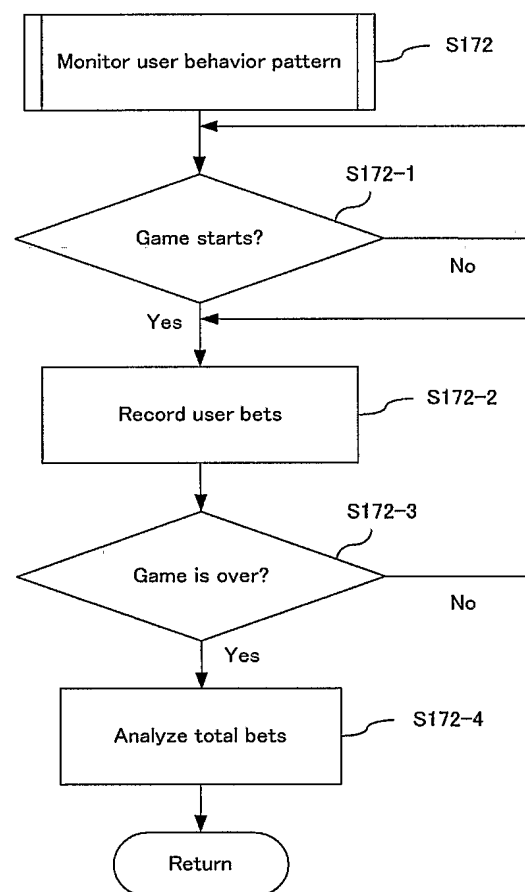 Monitor user behavior pattern
S172
S172-1
Game starts?
No
Yes
Record user bets
S172-2
S172-3
Game is over?
No
Yes
Analyze total bets
S172-4
Return